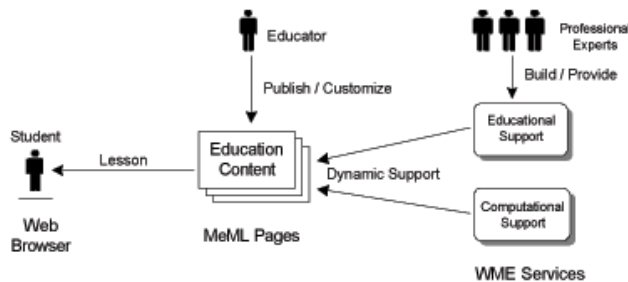 Educator
Professional
Experts
Publish / Customize
Build / Provide
Student
Lesson
Education
Content
Educational
Support
Dynamic Support
Computational
Support
Web
Browser
MeML Pages
WME Services